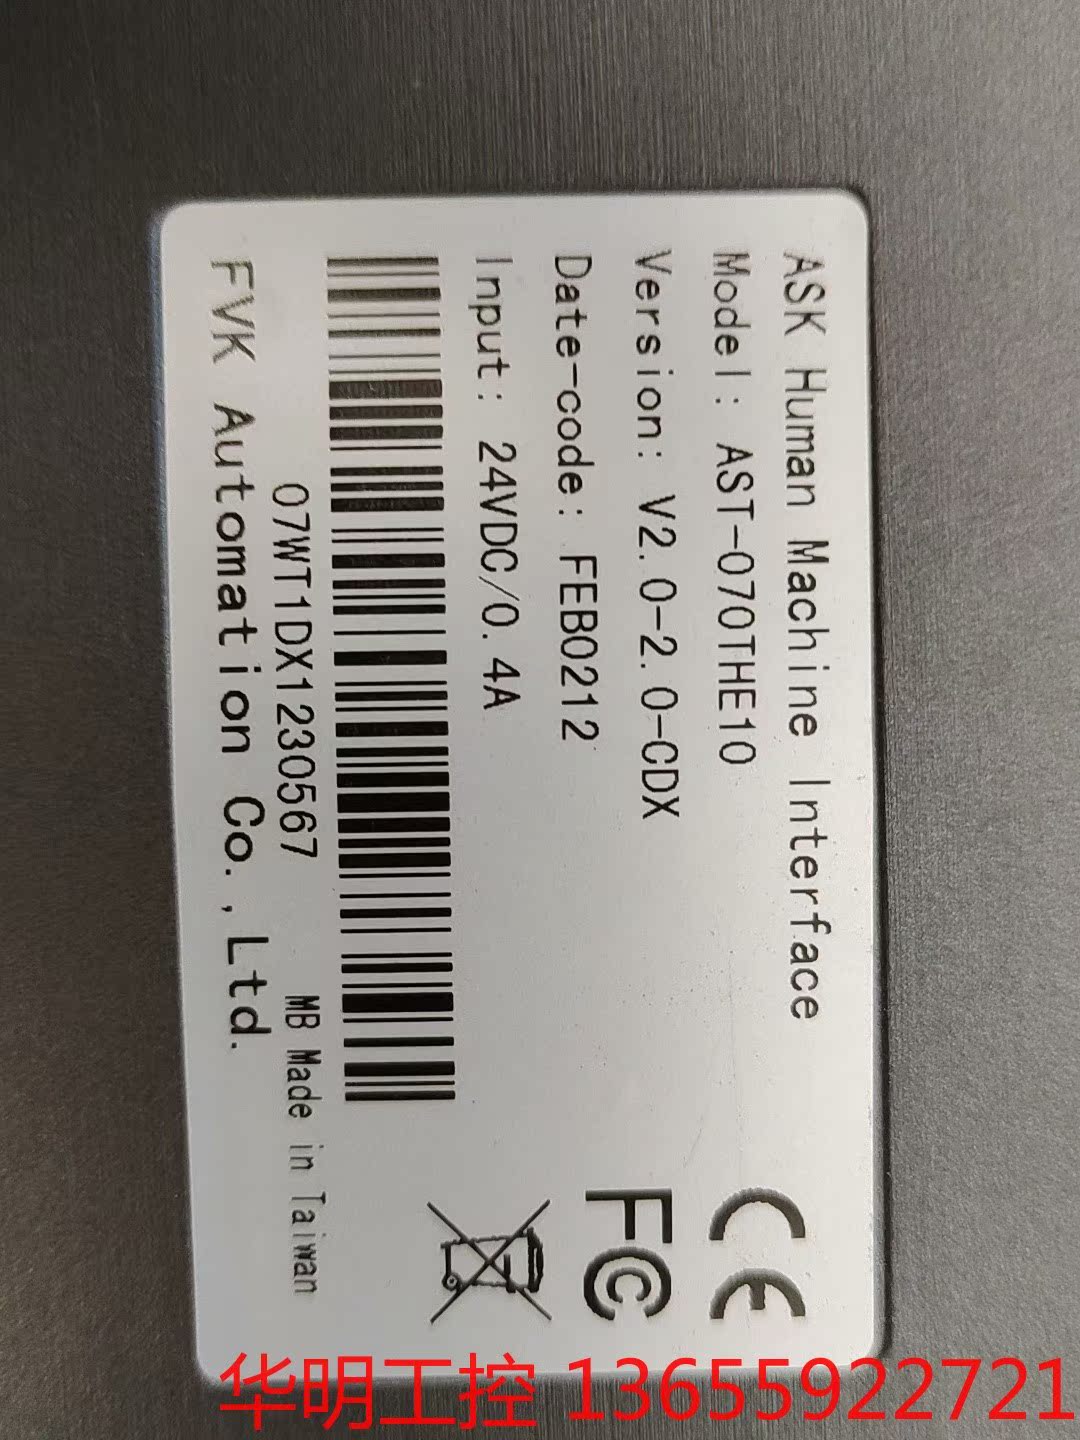 ASK Human Machine Interface
Model: AST-070THE10
Version: V2.0-2.0-CDX
Date-code: FEB0212
Input: 24VDC/0.4A
07WT1DX1230567
MB Made in Taiwan
FVK Automation Co.,Ltd.
CE
FC
华明工控 13655922721